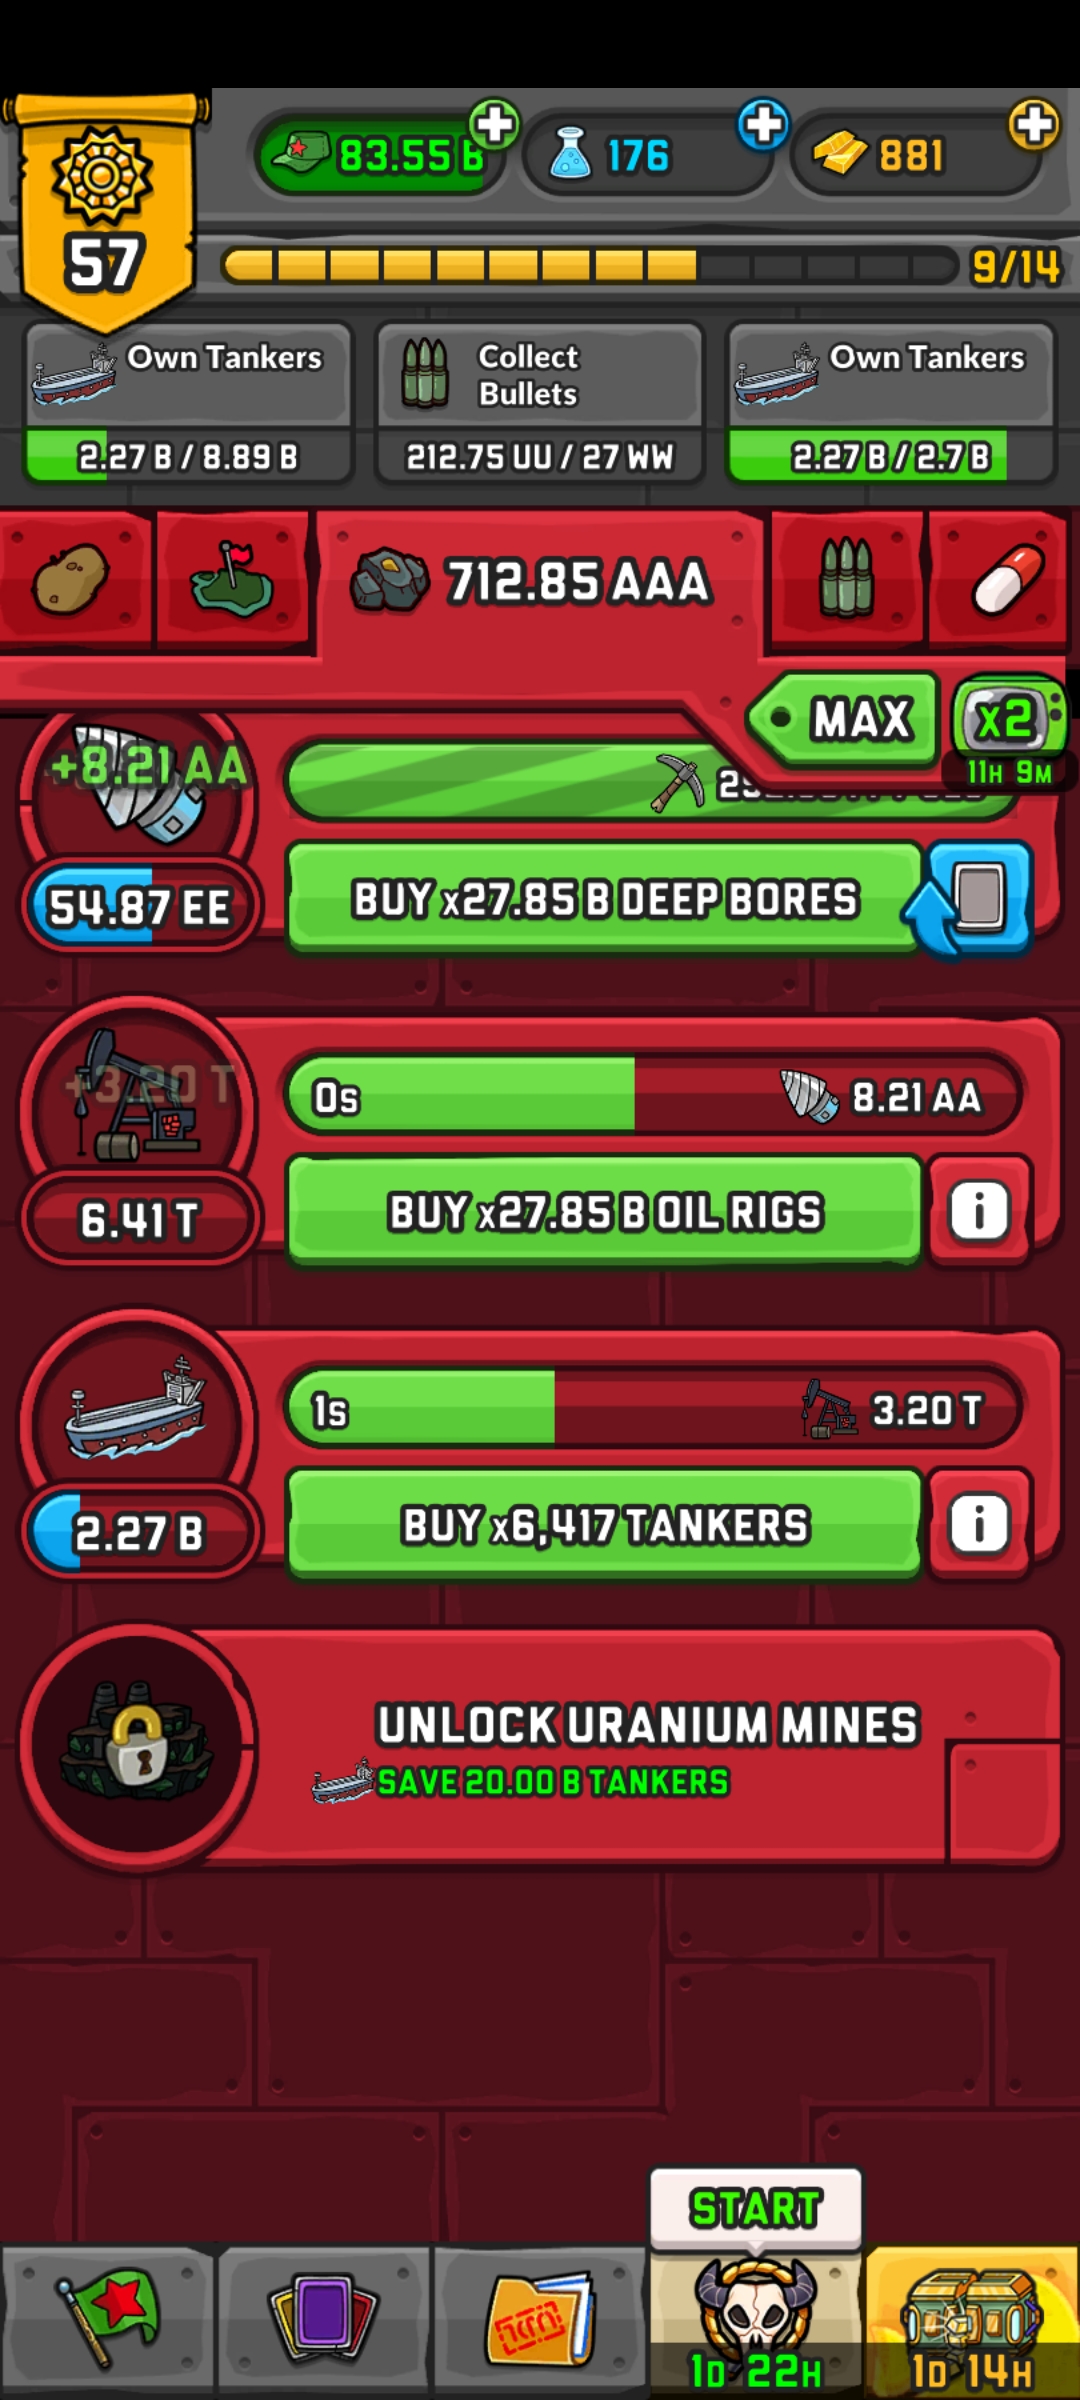 83.55 B
176
881
57
9/14
Own Tankers
2.27 B / 8.89 B
Collect
Bullets
212.75 UU / 27 WW
Own Tankers
2.27 B / 2.7 B
712.85 AAA
MAX
x2
11H 9M
+8.21 AA
54.87 EE
BUY x27.85 B DEEP BORES
+3.20 T
0s
8.21 AA
6.41 T
BUY x27.85 B OIL RIGS
i
1s
3.20 T
2.27 B
BUY x6,417 TANKERS
i
UNLOCK URANIUM MINES
SAVE 20.00 B TANKERS
START
1D 22H
1D 14H